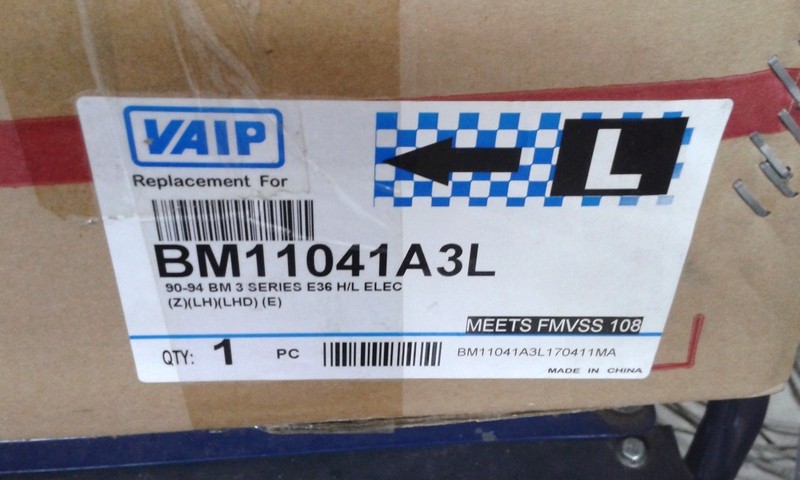 VAIP
L
Replacement For
BM11041A3L
90-94 BM 3 SERIES E36 H/L ELEC
(Z)(LH)(LHD) (E)
MEETS FMVSS 108
QTY: 1 PC
BM11041A3L170411MA
MADE IN CHINA